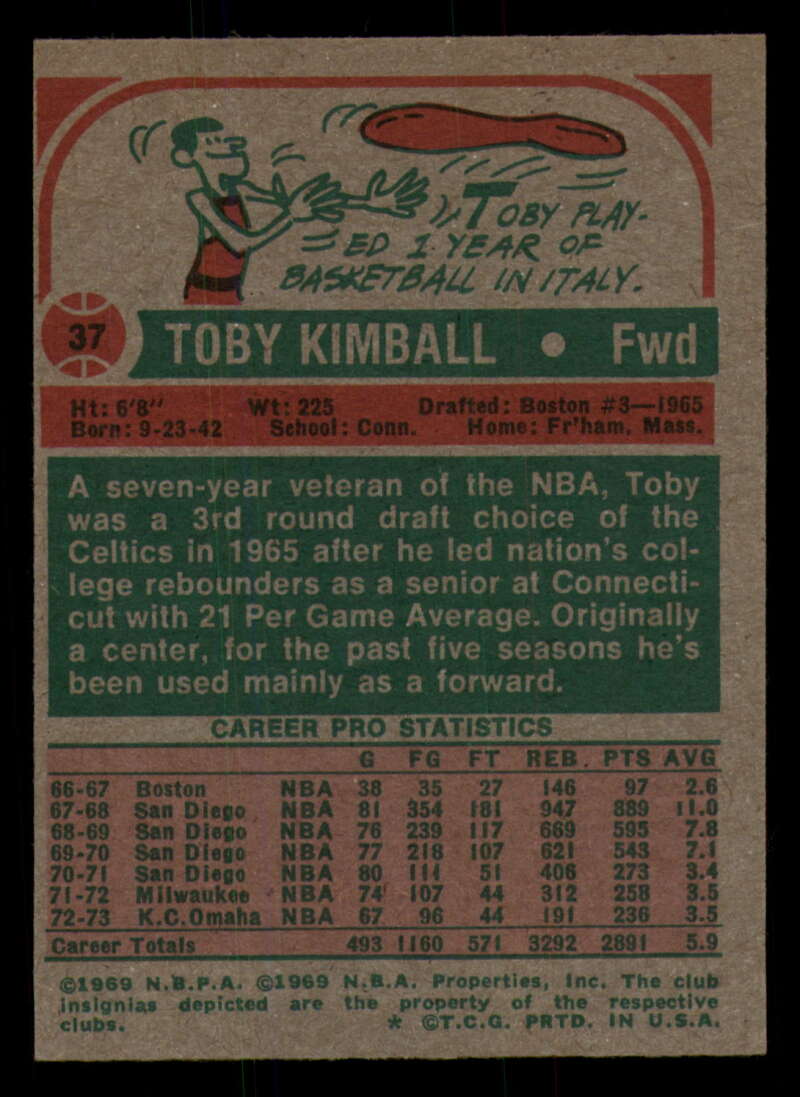 TOBY PLAY-
ED 1 YEAR OF
BASKETBALL IN ITALY.
37 TOBY KIMBALL • Fwd
Ht: 6'8" Wt: 225 Drafted: Boston #3—1965
Born: 9-23-42 School: Conn. Home: Fr'ham, Mass.
A seven-year veteran of the NBA, Toby
was a 3rd round draft choice of the
Celtics in 1965 after he led nation's col-
lege rebounders as a senior at Connecti-
cut with 21 Per Game Average. Originally
a center, for the past five seasons he's
been used mainly as a forward.
CAREER PRO STATISTICS
G FG FT REB. PTS AVG
66-67 Boston NBA 38 35 27 146 97 2.6
67-68 San Diego NBA 81 354 181 947 889 11.0
68-69 San Diego NBA 76 239 117 669 595 7.8
69-70 San Diego NBA 77 218 107 621 543 7.1
70-71 San Diego NBA 80 111 51 406 273 3.4
71-72 Milwaukee NBA 74 107 44 312 258 3.5
72-73 K.C. Omaha NBA 67 96 44 191 236 3.5
Career Totals 493 1160 571 3292 2891 5.9
©1969 N.B.P.A. ©1969 N.B.A. Properties, Inc. The club
insignias depicted are the property of the respective
clubs. * ©T.C.G. PRTD. IN U.S.A.